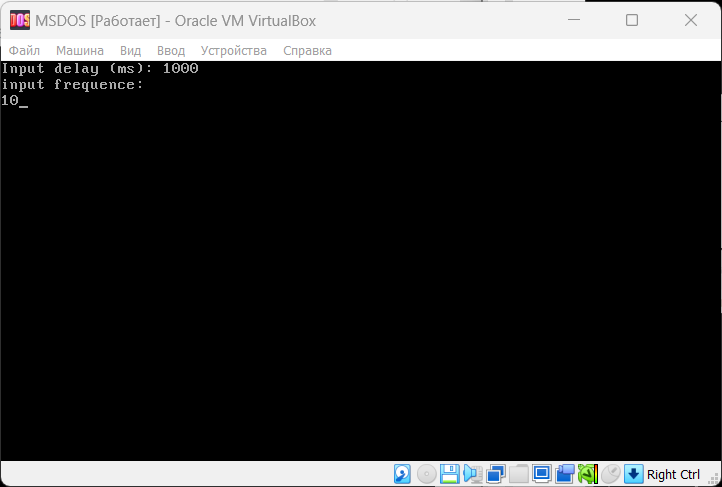 DOS MSDOS [Работает] - Oracle VM VirtualBox
Файл Машина Вид Ввод Устройства Справка
Input delay (ms): 1000
input frequence:
10_
Right Ctrl